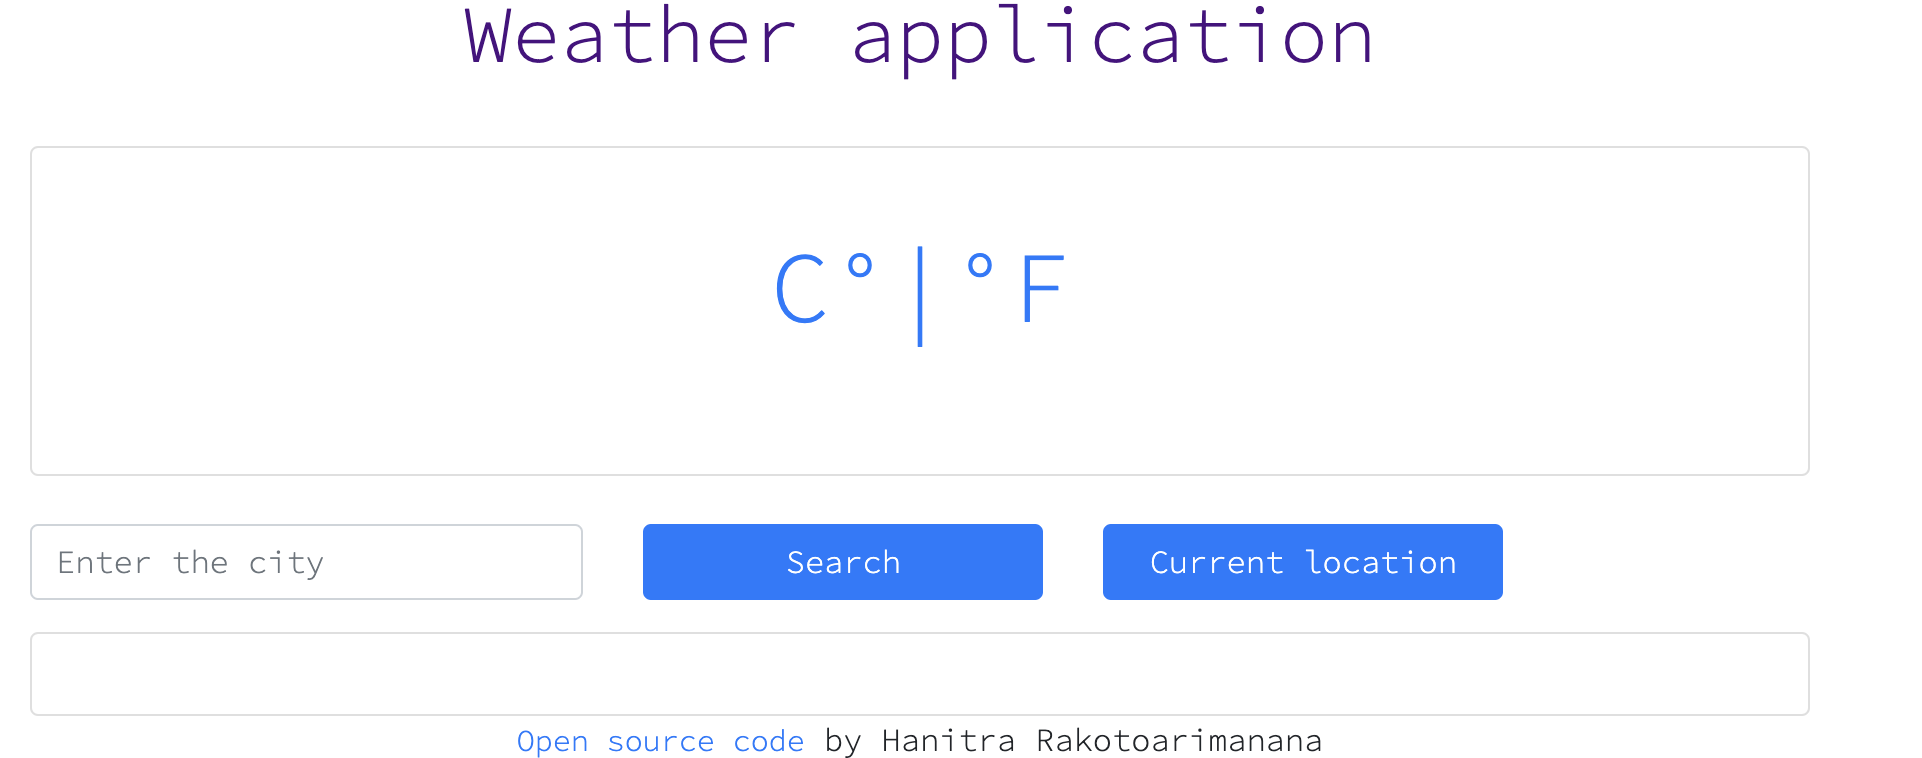 Weather application
C°|°F
Enter the city
Search
Current location
Open source code by Hanitra Rakotoarimanana